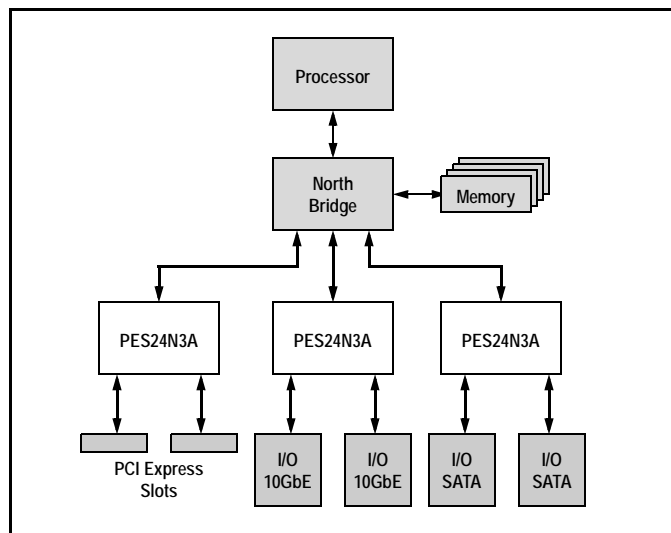 Processor
North
Bridge
Memory
PES24N3A
PES24N3A
PES24N3A
PCI Express
Slots
I/O
10GbE
I/O
10GbE
I/O
SATA
I/O
SATA